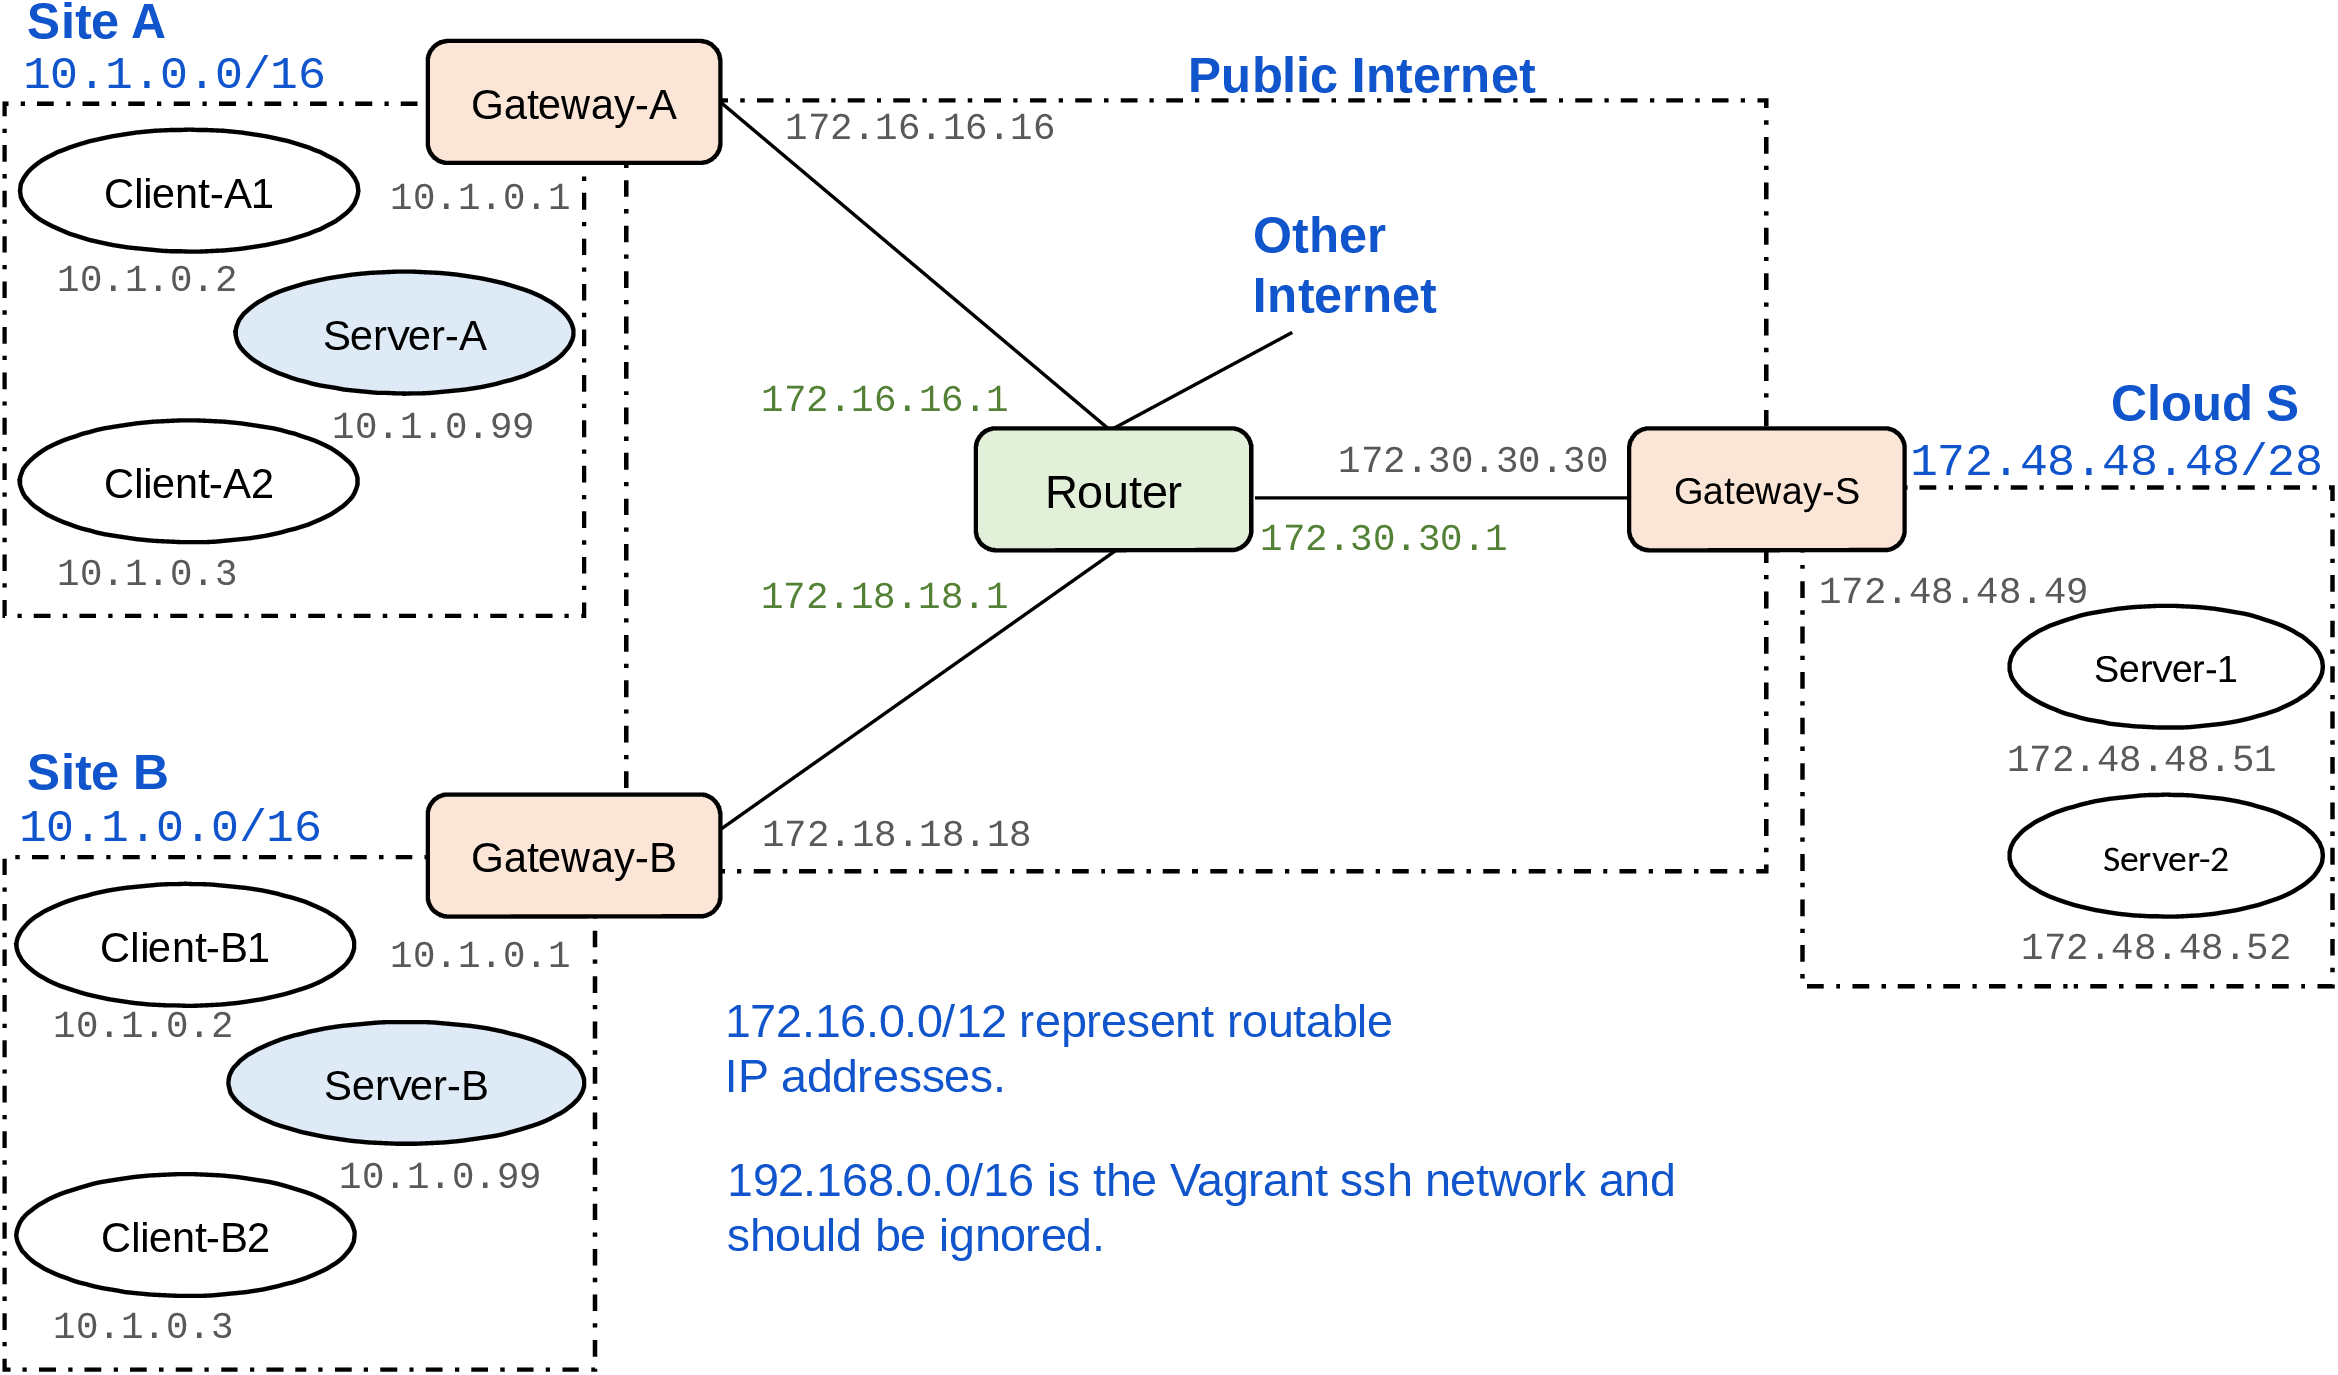 Site A
10.1.0.0/16
Gateway-A
Public Internet
172.16.16.16
Client-A1
10.1.0.1
10.1.0.2
Server-A
10.1.0.99
Client-A2
10.1.0.3
Other
Internet
172.16.16.1
Router
172.30.30.30
172.30.30.1
172.18.18.1
Gateway-S
Cloud S
172.48.48.48/28
172.48.48.49
Server-1
172.48.48.51
Server-2
172.48.48.52
Site B
10.1.0.0/16
Gateway-B
172.18.18.18
Client-B1
10.1.0.1
10.1.0.2
Server-B
10.1.0.99
Client-B2
10.1.0.3
172.16.0.0/12 represent routable
IP addresses.
192.168.0.0/16 is the Vagrant ssh network and
should be ignored.